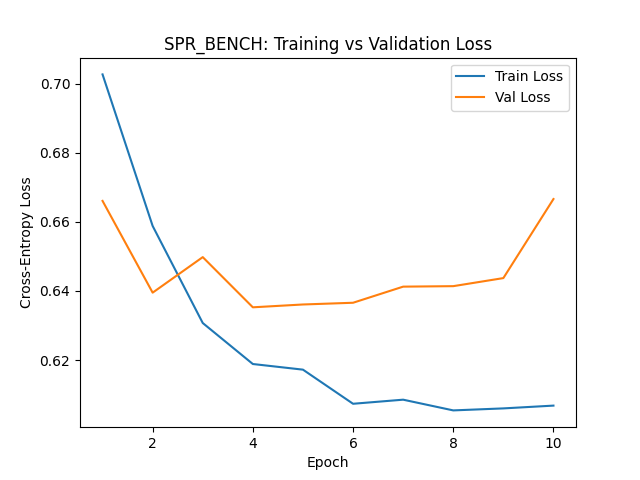 SPR_BENCH: Training vs Validation Loss
Train Loss
Val Loss
0.70
0.68
0.66
0.64
0.62
Cross-Entropy Loss
2
4
6
8
10
Epoch